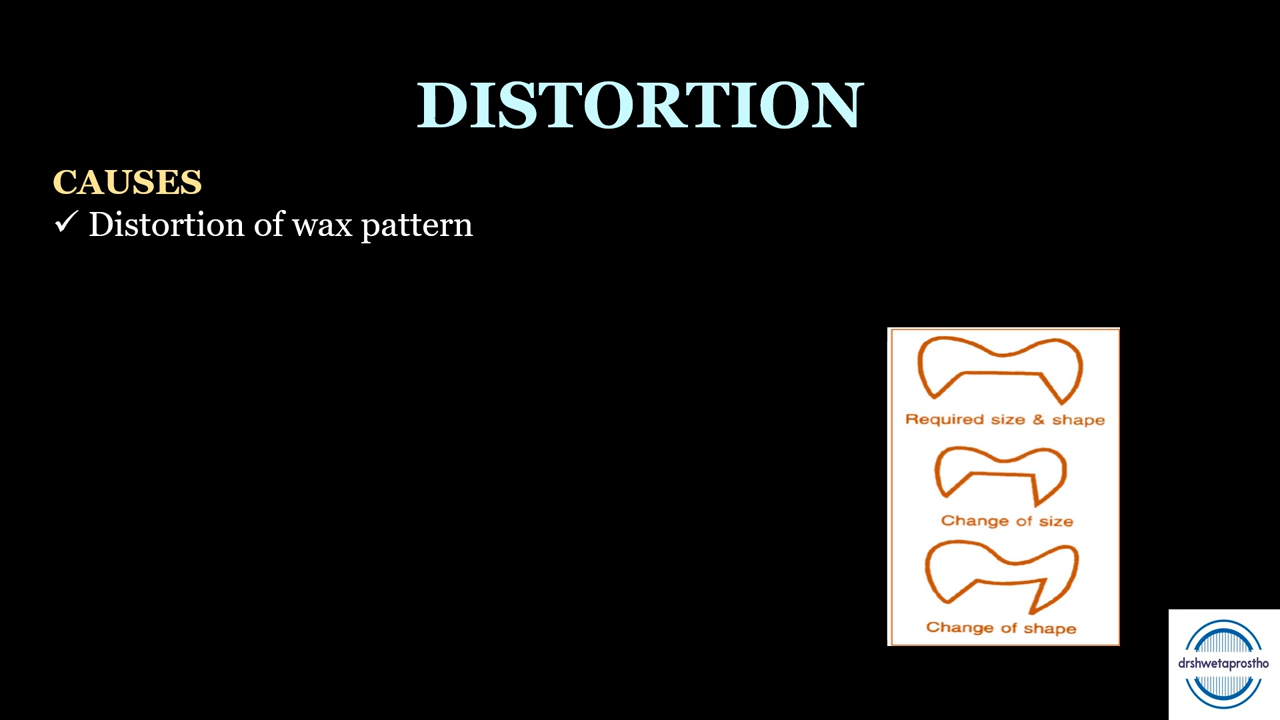 DISTORTION
CAUSES
✓ Distortion of wax pattern
Required size & shape
Change of size
Change of shape
drshwetaprostho